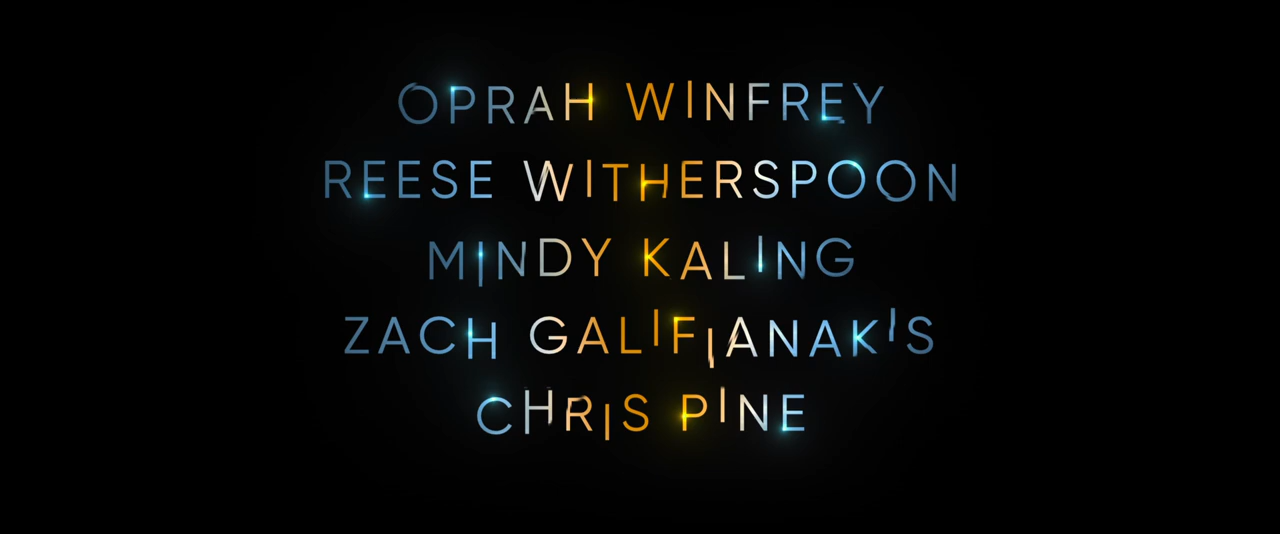 OPRAH WINFREY
REESE WITHERSPOON
MINDY KALING
ZACH GALIFIANAKIS
CHRIS PINE